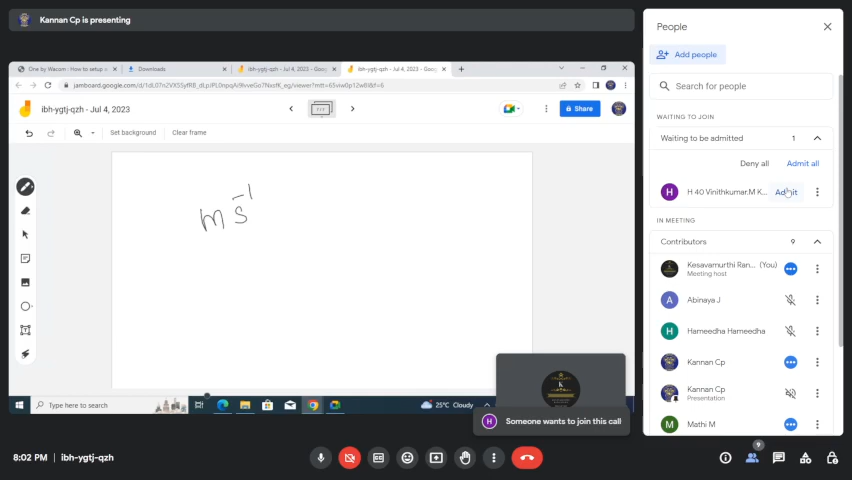 Kannan Cp is presenting
One by Wacom: How to setup
Downloads
ibh-ygtj-qzh - Jul 4, 2023 - Goog
ibh-ygtj-qzh - Jul 4, 2023 - Goog
ibh-ygtj-qzh - Jul 4, 2023
Share
Set background
Clear frame
m s⁻¹
Type here to search
25°C Cloudy
K
H Someone wants to join this call
8:02 PM | ibh-ygtj-qzh
9
People
Add people
Search for people
WAITING TO JOIN
Waiting to be admitted 1
Deny all Admit all
H H 40 Vinithkumar.M K... Admit
IN MEETING
Contributors 9
Kesavamurthi Ran... (You)
Meeting host
A Abinaya J
H Hameedha Hameedha
Kannan Cp
Kannan Cp
Presentation
M Mathi M